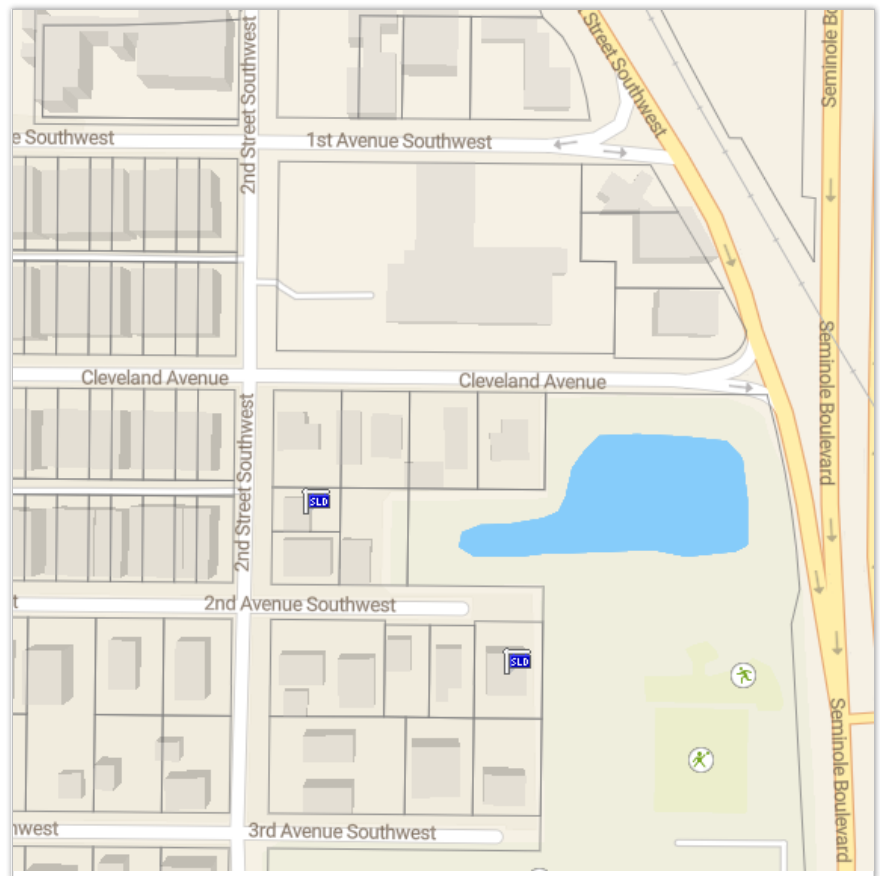 2nd Street Southwest
Street Southwest
Seminole Bo
e Southwest
1st Avenue Southwest
Seminole Boulevard
Cleveland Avenue
Cleveland Avenue
2nd Street Southwest
SLD
t
2nd Avenue Southwest
SLD
Seminole Boulevard
hwest
3rd Avenue Southwest